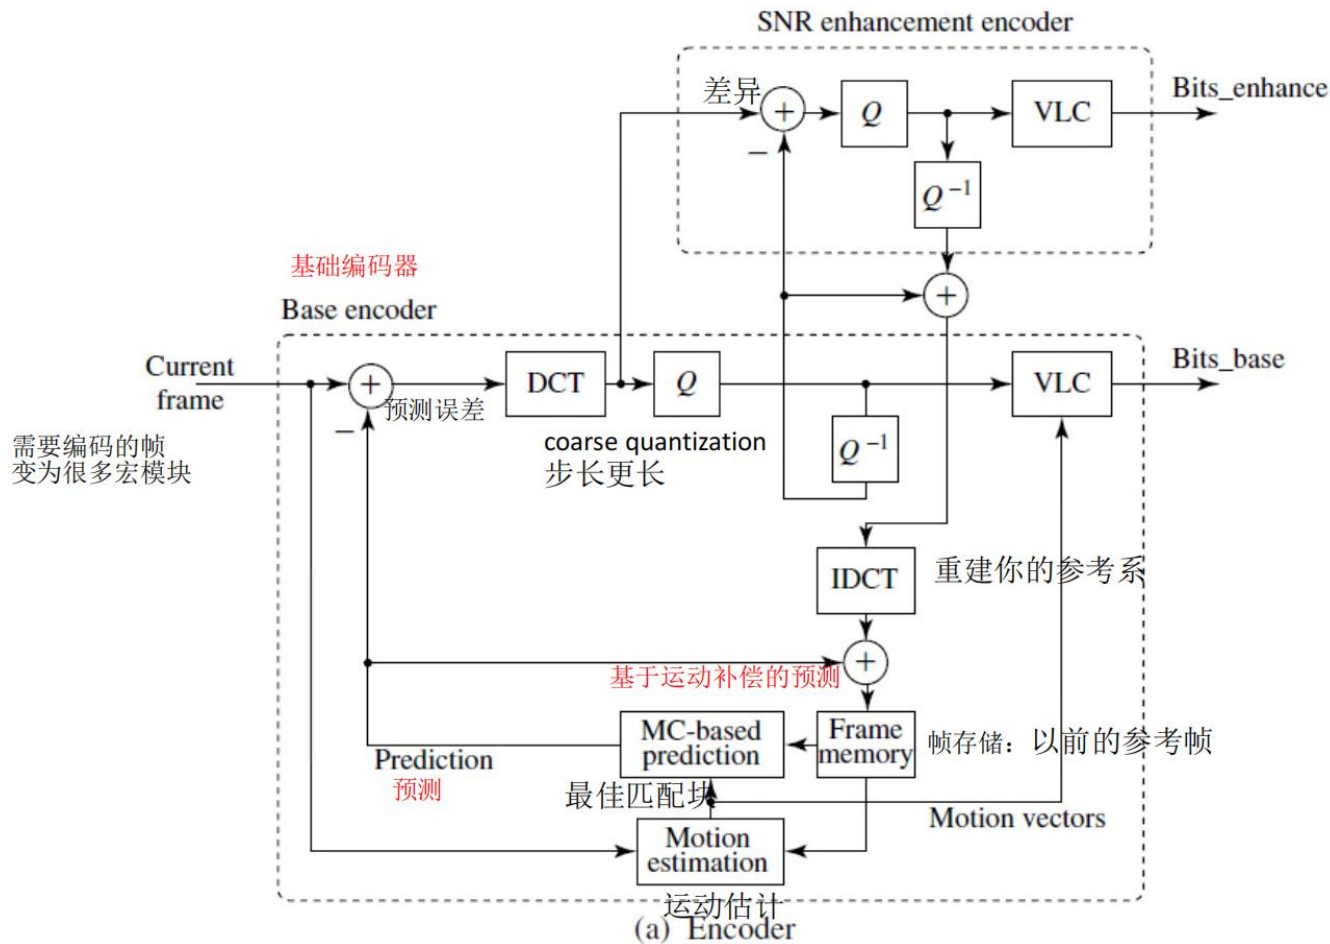 SNR enhancement encoder
差异
+
Q
VLC
Bits_enhance
−
Q⁻¹
基础编码器
+
Base encoder
Current
frame
+
DCT
Q
VLC
Bits_base
预测误差
−
需要编码的帧
变为很多宏模块
coarse quantization
步长更长
Q⁻¹
IDCT
重建你的参考系
+
基于运动补偿的预测
MC-based
prediction
Frame
memory
帧存储：以前的参考帧
Prediction
预测
最佳匹配块
Motion vectors
Motion
estimation
运动估计
(a) Encoder